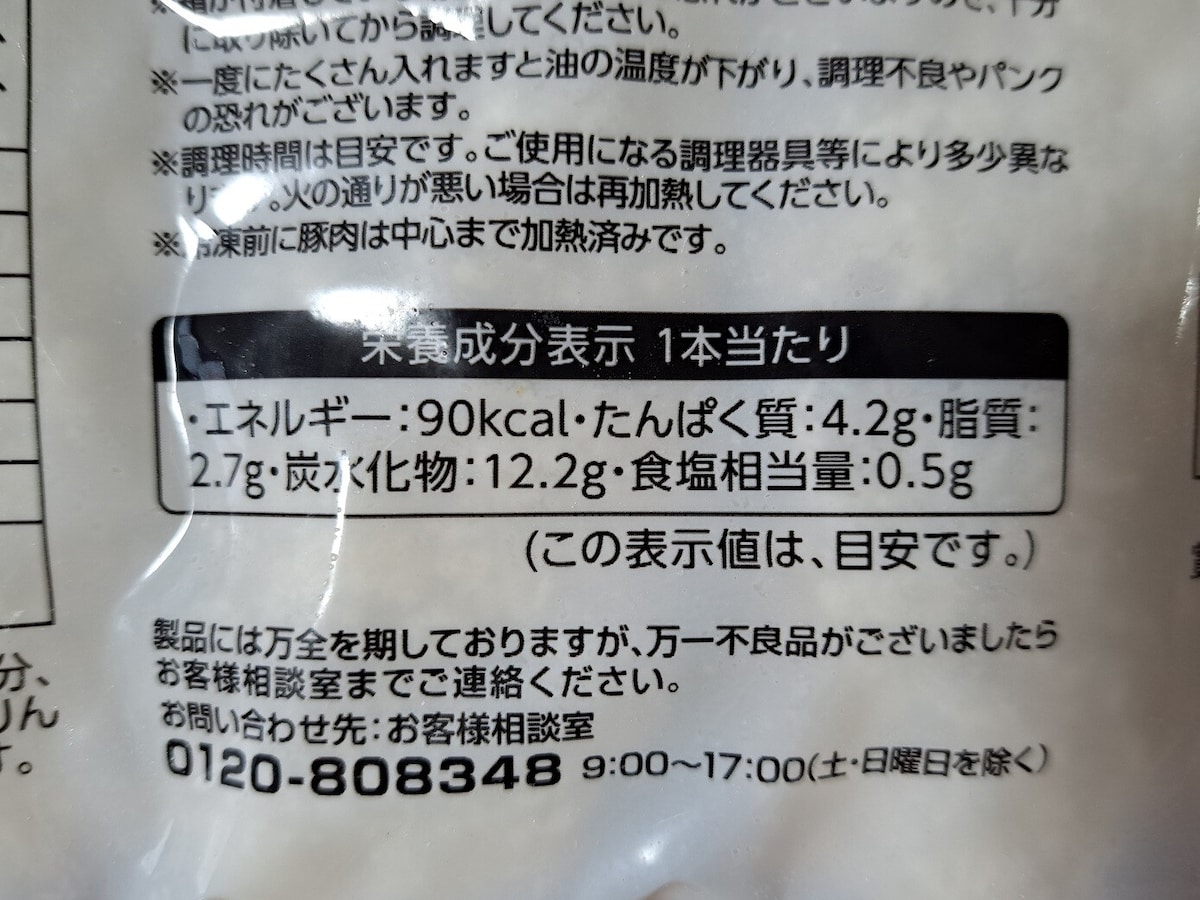 に取り除いてから調理してください。
※一度にたくさん入れますと油の温度が下がり、調理不良やパンク
の恐れがございます。
※調理時間は目安です。ご使用になる調理器具等により多少異な
ります。火の通りが悪い場合は再加熱してください。
※冷凍前に豚肉は中心まで加熱済みです。
栄養成分表示 1本当たり
・エネルギー:90kcal・たんぱく質:4.2g・脂質:
2.7g・炭水化物:12.2g・食塩相当量:0.5g
(この表示値は、目安です。)
製品には万全を期しておりますが、万一不良品がございましたら
お客様相談室までご連絡ください。
お問い合わせ先:お客様相談室
0120-808348 9:00～17:00(土・日曜日を除く)
分、
りん
す。